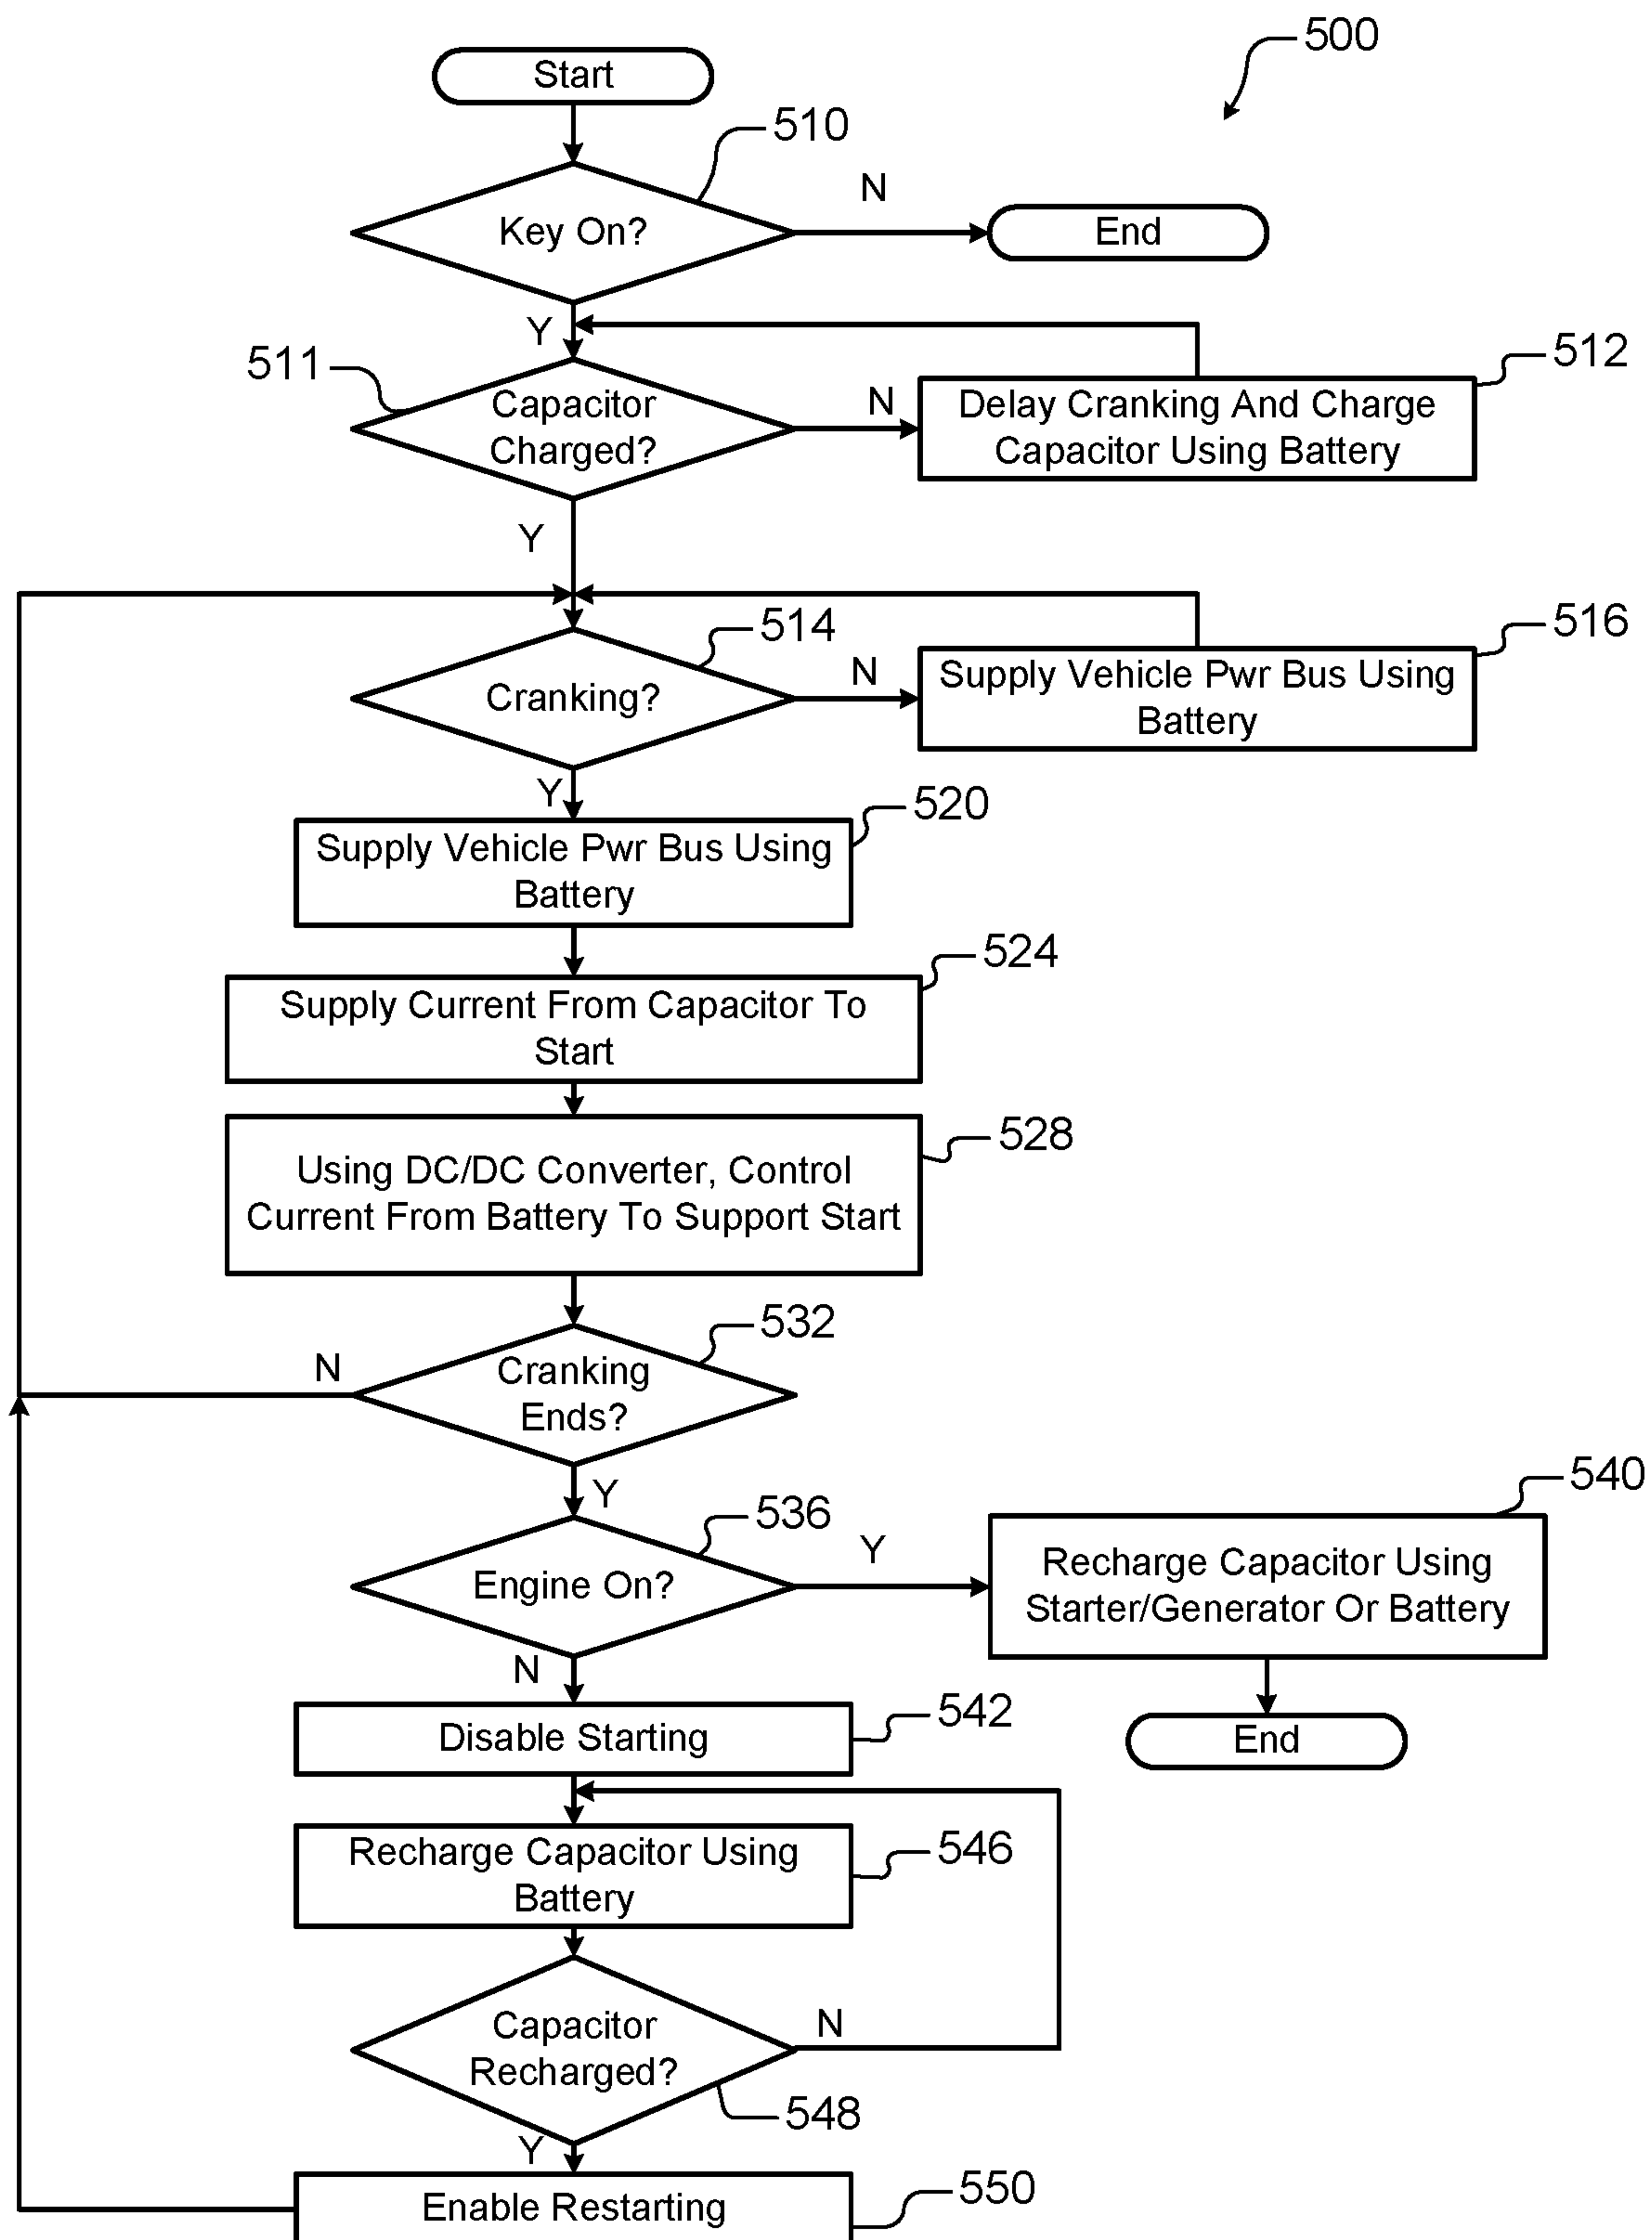 500
Start
510
Key On?
N
End
Y
511
Capacitor
Charged?
N
512
Delay Cranking And Charge
Capacitor Using Battery
Y
514
Cranking?
N
516
Supply Vehicle Pwr Bus Using
Battery
Y
520
Supply Vehicle Pwr Bus Using
Battery
524
Supply Current From Capacitor To
Start
528
Using DC/DC Converter, Control
Current From Battery To Support Start
532
N
Cranking
Ends?
Y
536
Engine On?
Y
540
Recharge Capacitor Using
Starter/Generator Or Battery
End
N
542
Disable Starting
546
Recharge Capacitor Using
Battery
Capacitor
Recharged?
N
548
Y
550
Enable Restarting